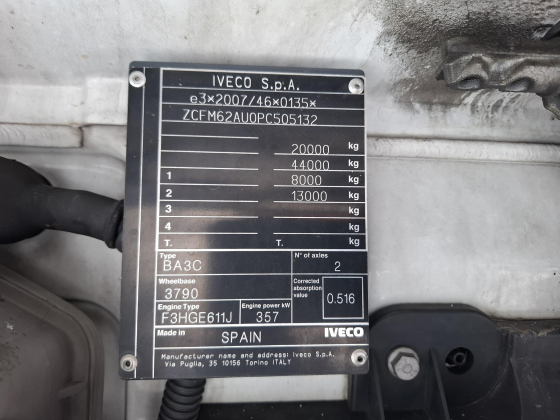 IVECO S.p.A.
e3*2007/46*0135*
ZCFM62AU0PC505132
20000 kg
44000 kg
1 8000 kg
2 13000 kg
3 kg
4 kg
T. T. kg
Type N° of axles
BA3C 2
Wheelbase Corrected absorption value
3790 0.516
Engine Type Engine power kW
F3HGE611J 357
Made in SPAIN IVECO
Manufacturer name and address: Iveco S.p.A.
Via Puglia, 35 10156 Torino ITALY